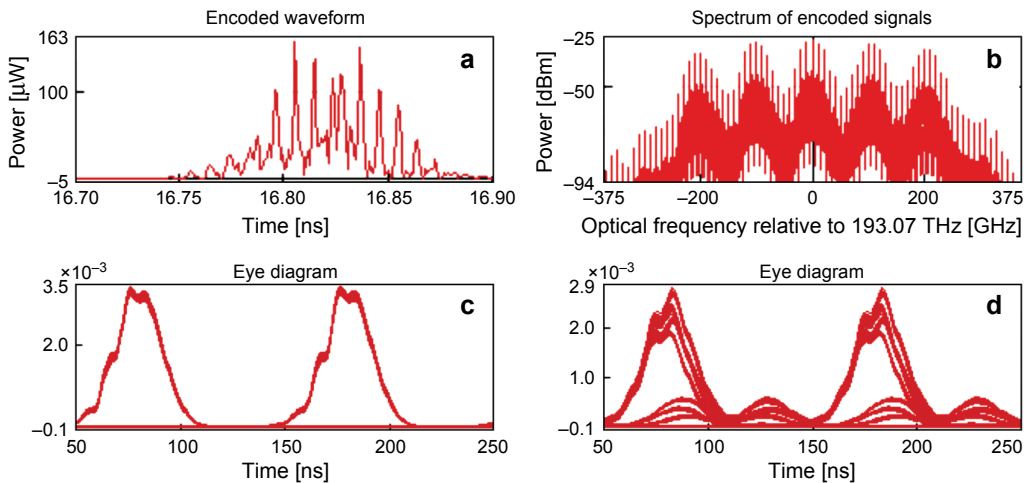 Encoded waveform
163
100
–5
Power [µW]
a
16.70 16.75 16.80 16.85 16.90
Time [ns]
Spectrum of encoded signals
–25
–50
–94
Power [dBm]
b
–375 –200 0 200 375
Optical frequency relative to 193.07 THz [GHz]
Eye diagram
×10⁻³
3.5
2.0
–0.1
c
50 100 150 200 250
Time [ns]
Eye diagram
×10⁻³
2.9
2.0
1.0
–0.1
d
50 100 150 200 250
Time [ns]